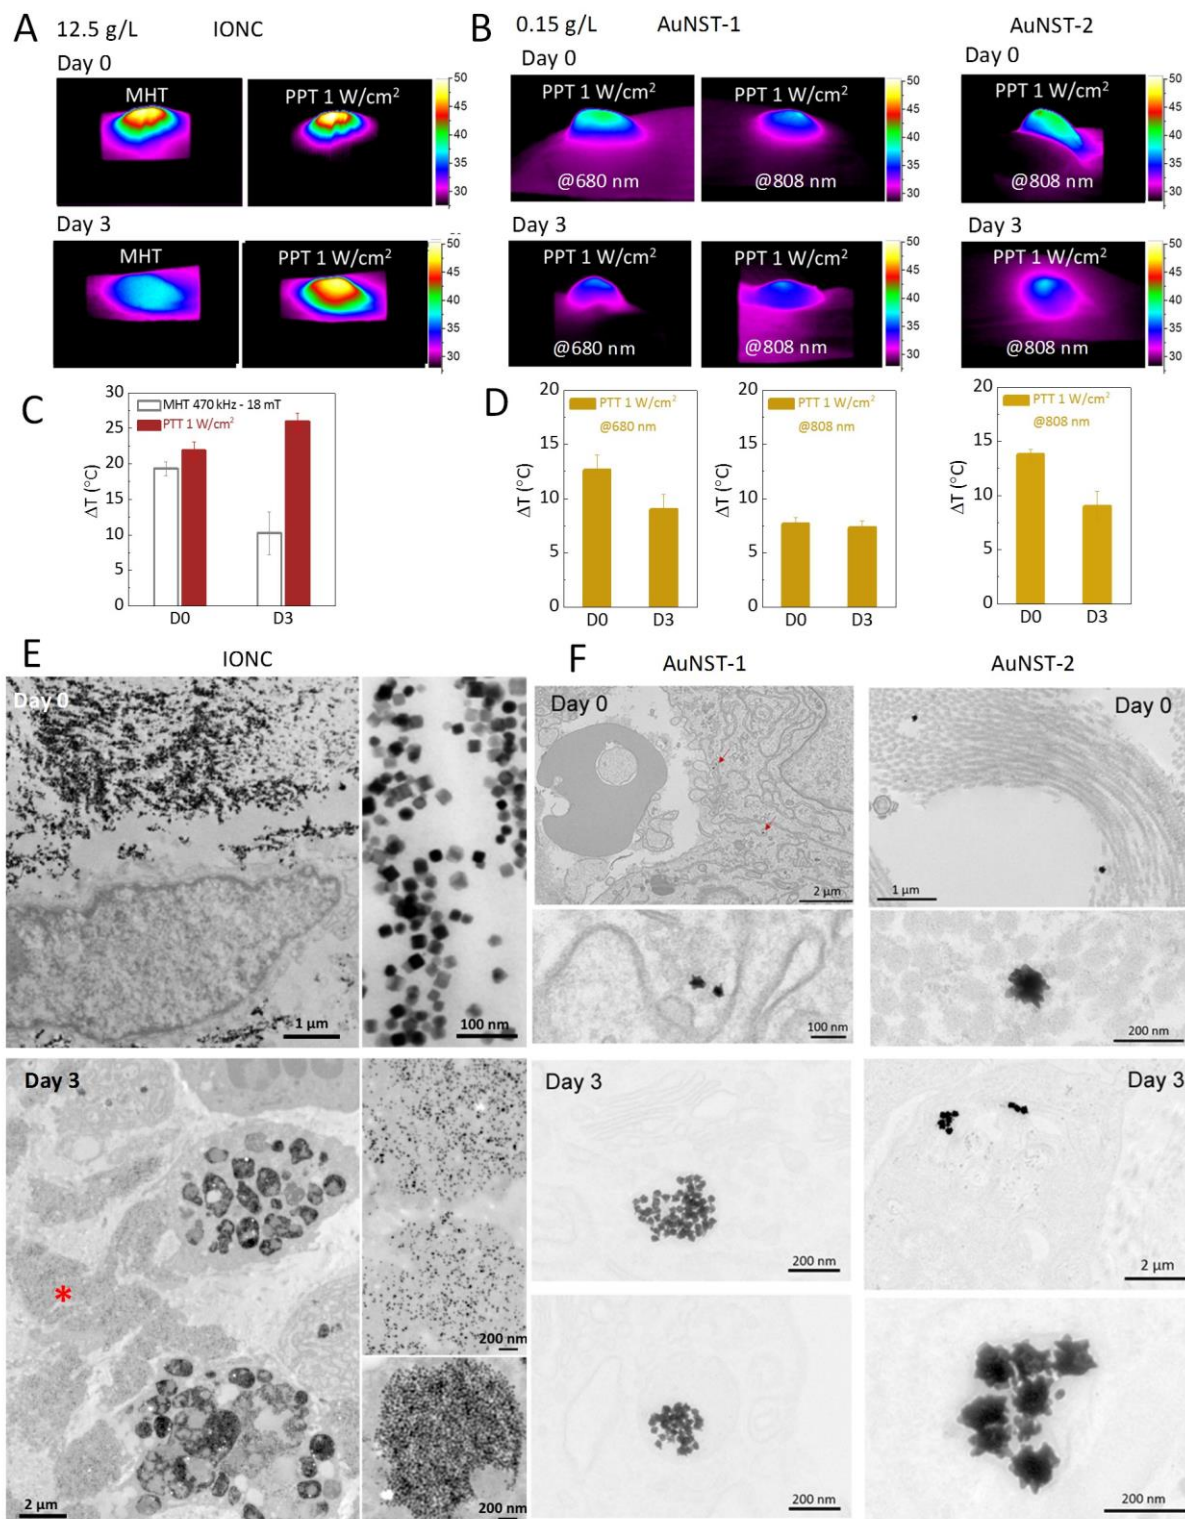 A 12.5 g/L IONC
Day 0
MHT
PPT 1 W/cm²
50
45
40
35
30
Day 3
MHT
PPT 1 W/cm²
50
45
40
35
30
B 0.15 g/L AuNST-1 AuNST-2
Day 0
PPT 1 W/cm²
@680 nm
PPT 1 W/cm²
@808 nm
50
45
40
35
30
PPT 1 W/cm²
@808 nm
50
45
40
35
30
Day 3
PPT 1 W/cm²
@680 nm
PPT 1 W/cm²
@808 nm
50
45
40
35
30
PPT 1 W/cm²
@808 nm
50
45
40
35
30
C
MHT 470 kHz - 18 mT
PTT 1 W/cm²
ΔT (°C)
30
25
20
15
10
5
0
D0 D3
D
PTT 1 W/cm²
@680 nm
ΔT (°C)
20
15
10
5
0
D0 D3
PTT 1 W/cm²
@808 nm
ΔT (°C)
20
15
10
5
0
D0 D3
PTT 1 W/cm²
@808 nm
ΔT (°C)
20
15
10
5
0
D0 D3
E
IONC
Day 0
1 µm
100 nm
Day 3
*
2 µm
200 nm
200 nm
F
AuNST-1
AuNST-2
Day 0
2 µm
Day 0
1 µm
100 nm
200 nm
Day 3
200 nm
Day 3
2 µm
200 nm
200 nm